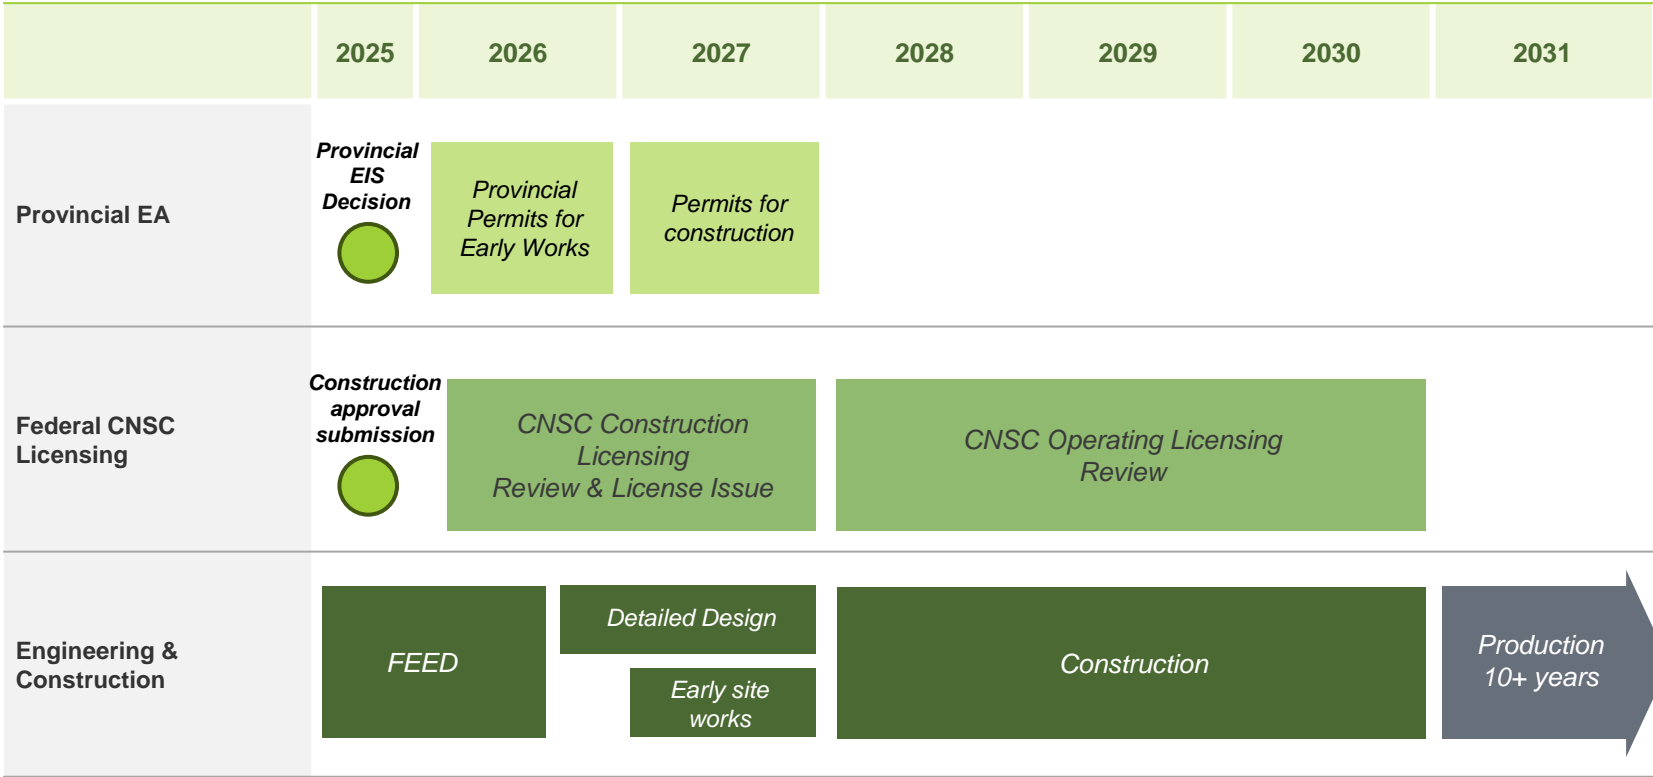 2025 2026 2027 2028 2029 2030 2031
Provincial EA
Provincial
EIS
Decision
Provincial
Permits for
Early Works
Permits for
construction
Federal CNSC
Licensing
Construction
approval
submission
CNSC Construction
Licensing
Review & License Issue
CNSC Operating Licensing
Review
Engineering &
Construction
FEED
Detailed Design
Early site
works
Construction
Production
10+ years